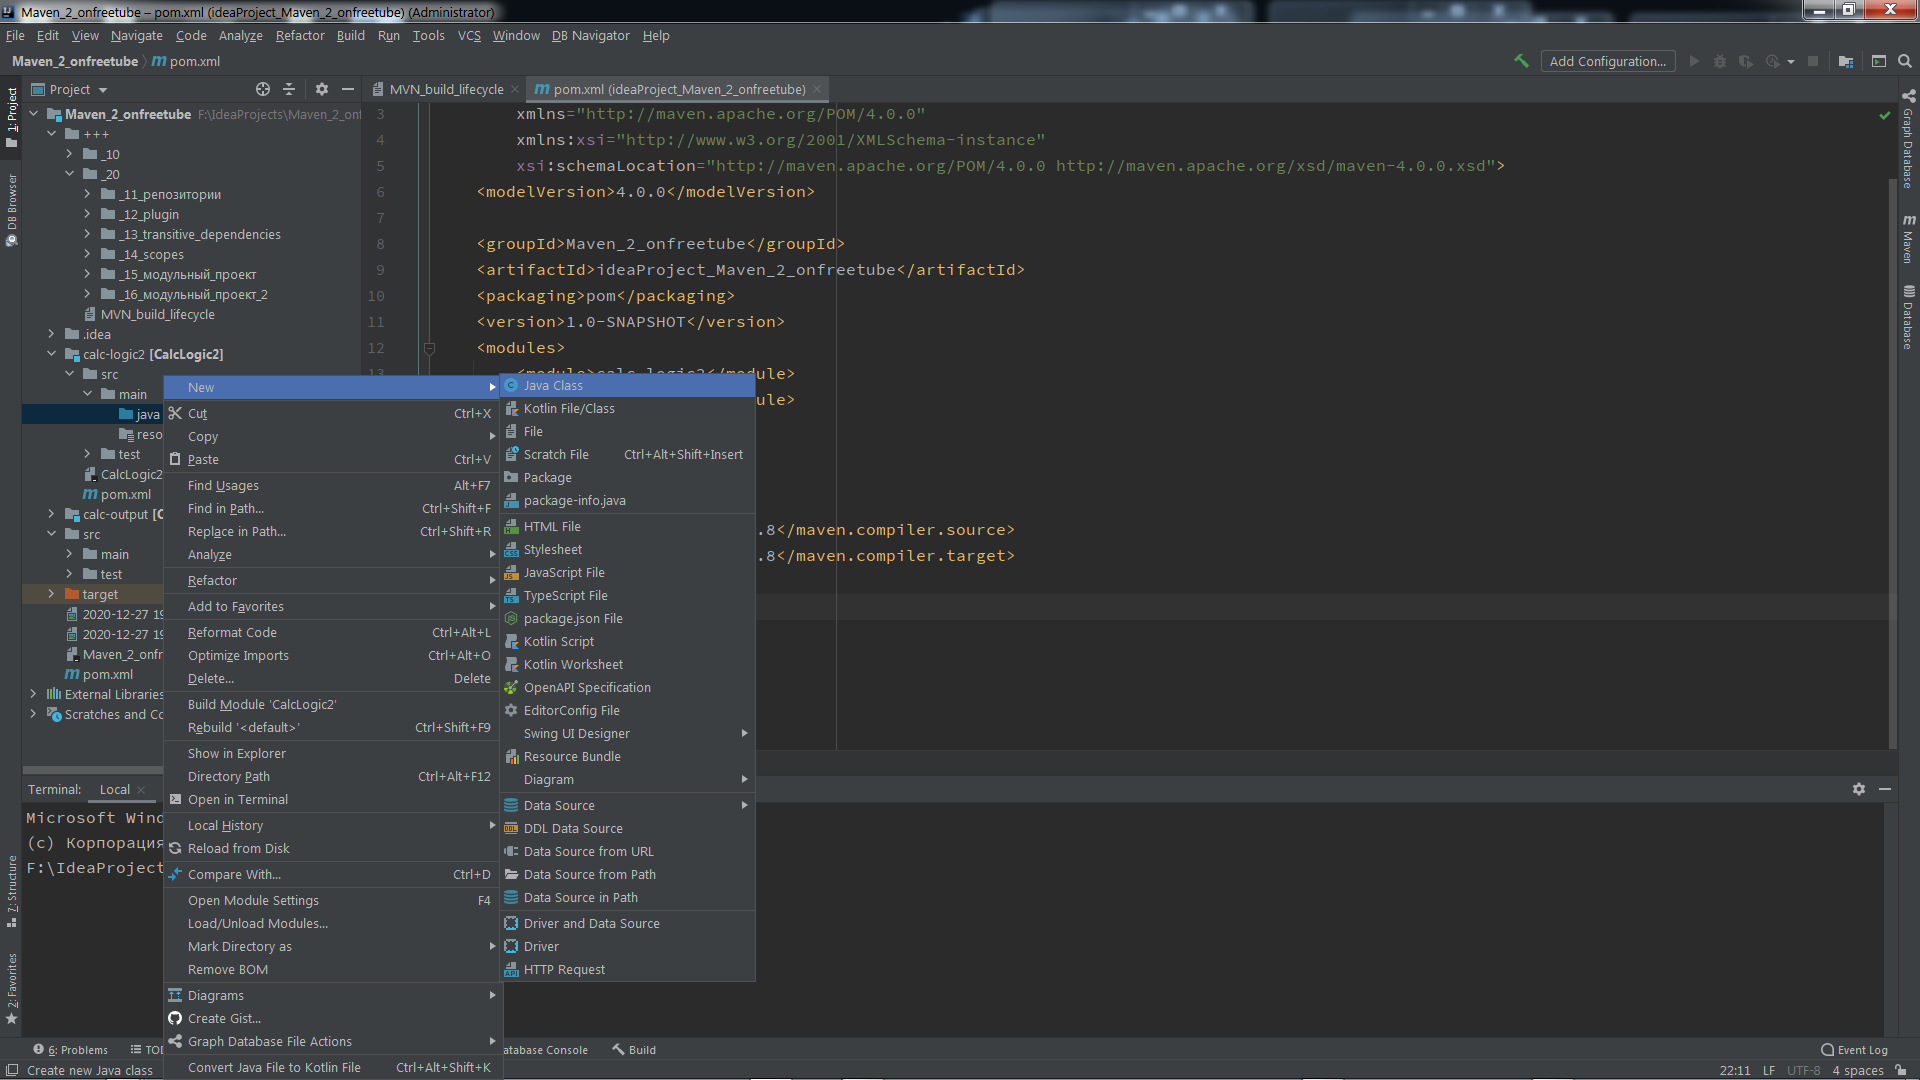 Maven_2_onfreetube – pom.xml (ideaProject_Maven_2_onfreetube) (Administrator)
File Edit View Navigate Code Analyze Refactor Build Run Tools VCS Window DB Navigator Help
Maven_2_onfreetube pom.xml
Add Configuration...
Project
MVN_build_lifecycle
pom.xml (ideaProject_Maven_2_onfreetube)
1: Project
DB Browser
7: Structure
2: Favorites
Maven_2_onfreetube F:\IdeaProjects\Maven_2_onf
+++
_10
_20
_11_репозитории
_12_plugin
_13_transitive_dependencies
_14_scopes
_15_модульный_проект
_16_модульный_проект_2
MVN_build_lifecycle
.idea
calc-logic2 [CalcLogic2]
src
main
java
reso
test
CalcLogic2
pom.xml
calc-output [C
src
main
test
target
2020-12-27 19
2020-12-27 19
Maven_2_onfr
pom.xml
External Libraries
Scratches and Co
3 xmlns="http://maven.apache.org/POM/4.0.0"
4 xmlns:xsi="http://www.w3.org/2001/XMLSchema-instance"
5 xsi:schemaLocation="http://maven.apache.org/POM/4.0.0 http://maven.apache.org/xsd/maven-4.0.0.xsd">
6 <modelVersion>4.0.0</modelVersion>
7
8 <groupId>Maven_2_onfreetube</groupId>
9 <artifactId>ideaProject_Maven_2_onfreetube</artifactId>
10 <packaging>pom</packaging>
11 <version>1.0-SNAPSHOT</version>
12 <modules>
13 <module>calc-logic2</module>
ule>
.8</maven.compiler.source>
.8</maven.compiler.target>
New
Cut Ctrl+X
Copy
Paste Ctrl+V
Find Usages Alt+F7
Find in Path... Ctrl+Shift+F
Replace in Path... Ctrl+Shift+R
Analyze
Refactor
Add to Favorites
Reformat Code Ctrl+Alt+L
Optimize Imports Ctrl+Alt+O
Delete... Delete
Build Module 'CalcLogic2'
Rebuild '<default>' Ctrl+Shift+F9
Show in Explorer
Directory Path Ctrl+Alt+F12
Open in Terminal
Local History
Reload from Disk
Compare With... Ctrl+D
Open Module Settings F4
Load/Unload Modules...
Mark Directory as
Remove BOM
Diagrams
Create Gist...
Graph Database File Actions
Convert Java File to Kotlin File Ctrl+Alt+Shift+K
Java Class
Kotlin File/Class
File
Scratch File Ctrl+Alt+Shift+Insert
Package
package-info.java
HTML File
Stylesheet
JavaScript File
TypeScript File
package.json File
Kotlin Script
Kotlin Worksheet
OpenAPI Specification
EditorConfig File
Swing UI Designer
Resource Bundle
Diagram
Data Source
DDL Data Source
Data Source from URL
Data Source from Path
Data Source in Path
Driver and Data Source
Driver
HTTP Request
Graph Database
Maven
Database
Terminal: Local
Microsoft Wind
(c) Корпорация
F:\IdeaProject
6: Problems
TOD
atabase Console
Build
Event Log
Create new Java class
22:11 LF UTF-8 4 spaces